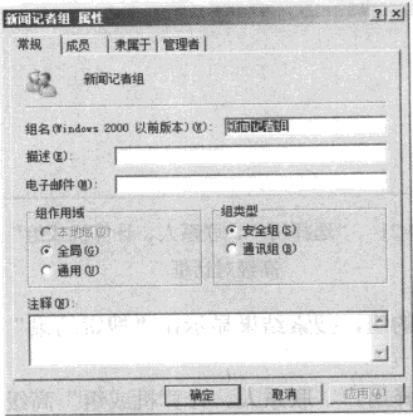 新闻记者组 属性
常规 成员 隶属于 管理者
新闻记者组
组名(Windows 2000 以前版本)(W): 新闻记者组
描述(E):
电子邮件(M):
组作用域
本地域(O)
全局(G)
通用(U)
组类型
安全组(S)
通讯组(B)
注释(N):
确定 取消 应用(A)